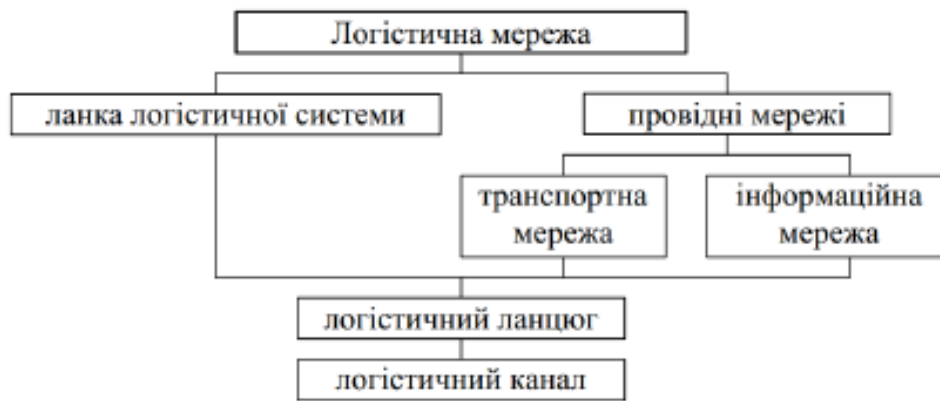 Логістична мережа
ланка логістичної системи
провідні мережі
транспортна
мережа
інформаційна
мережа
логістичний ланцюг
логістичний канал